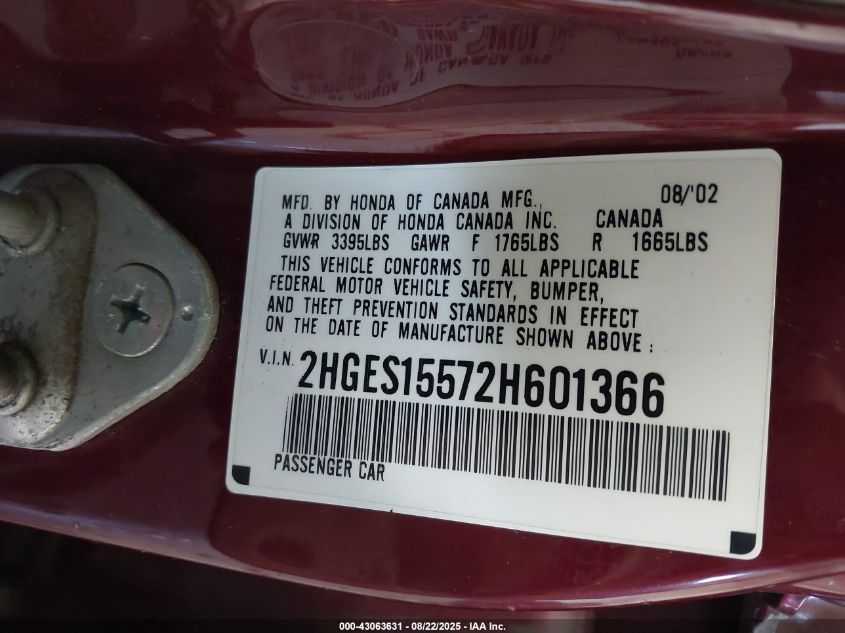 MFD. BY HONDA OF CANADA MFG., 08/'02
A DIVISION OF HONDA CANADA INC. CANADA
GVWR 3395LBS GAWR F 1765LBS R 1665LBS
THIS VEHICLE CONFORMS TO ALL APPLICABLE
FEDERAL MOTOR VEHICLE SAFETY, BUMPER,
AND THEFT PREVENTION STANDARDS IN EFFECT
ON THE DATE OF MANUFACTURE SHOWN ABOVE:
V.I.N. 2HGES15572H601366
PASSENGER CAR
000-43063631 - 08/22/2025 - IAA Inc.